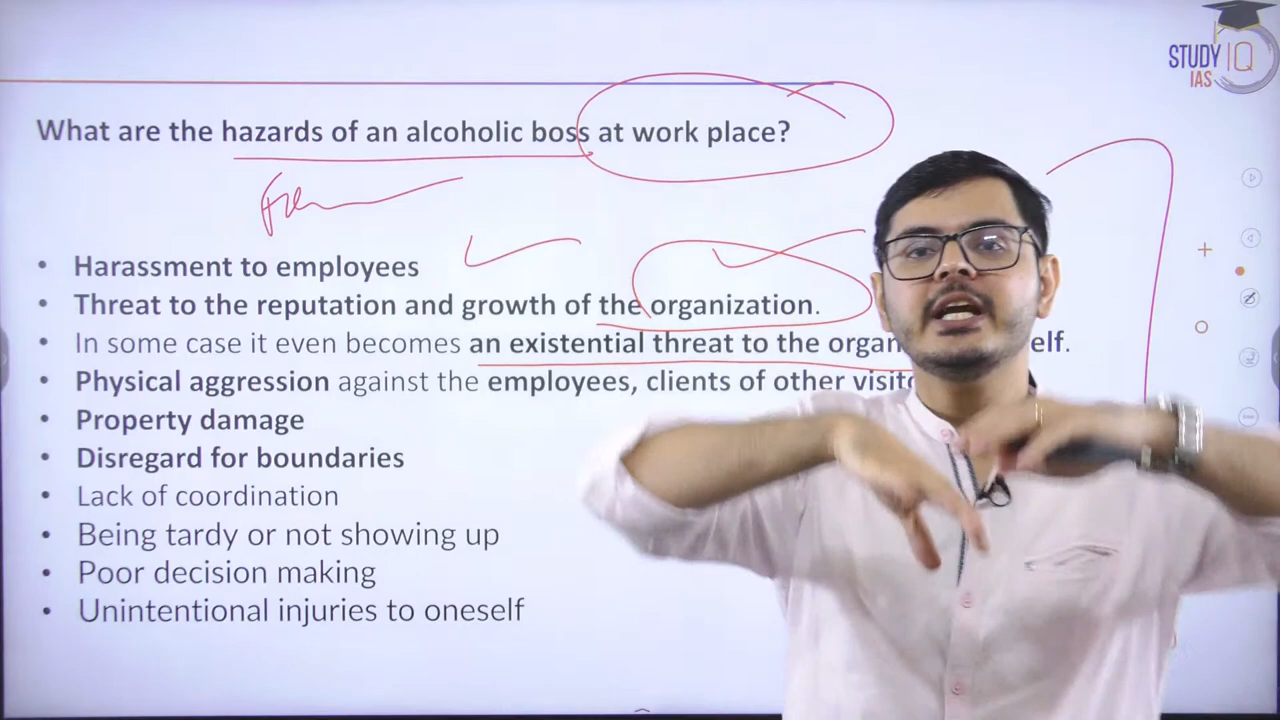 STUDY IQ
IAS
What are the hazards of an alcoholic boss at work place?
• Harassment to employees
• Threat to the reputation and growth of the organization.
• In some case it even becomes an existential threat to the organ elf.
• Physical aggression against the employees, clients of other visito
• Property damage
• Disregard for boundaries
• Lack of coordination
• Being tardy or not showing up
• Poor decision making
• Unintentional injuries to oneself